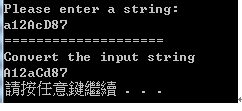 Please enter a string:
a12AcD87
====================
Convert the input string
A12aCd87
請按任意鍵繼續 . . .